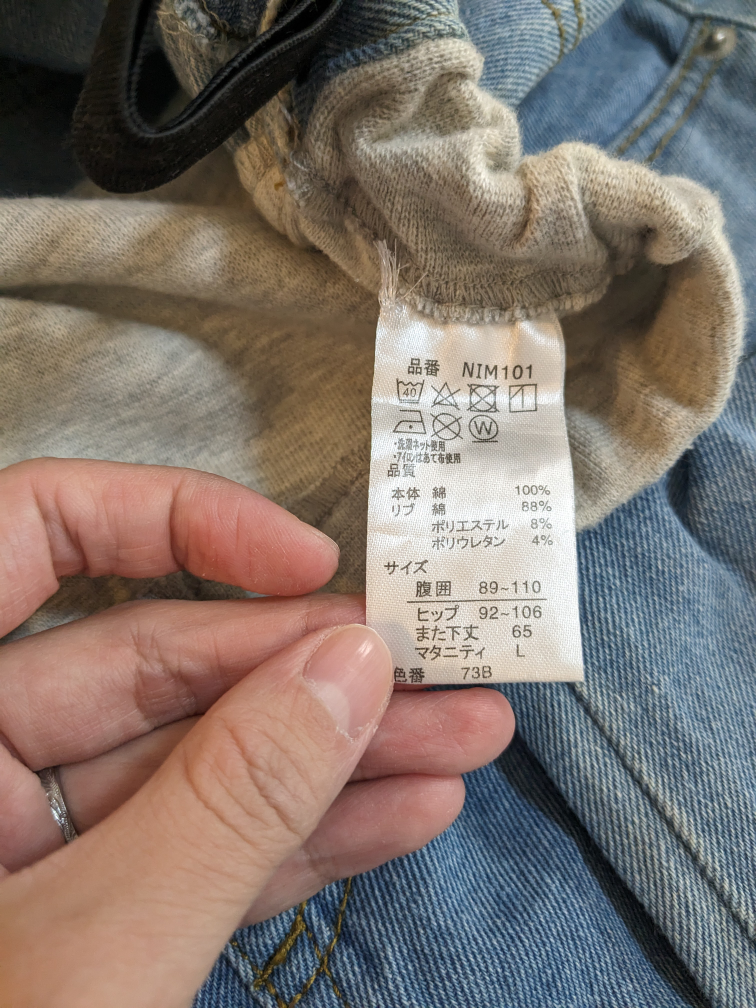 品番 NIM101
40
W
・洗濯ネット使用
・アイロンはあて布使用
品質
本体 綿 100%
リブ 綿 88%
ポリエステル 8%
ポリウレタン 4%
サイズ
腹囲 89~110
ヒップ 92~106
また下丈 65
マタニティ L
色番 73B